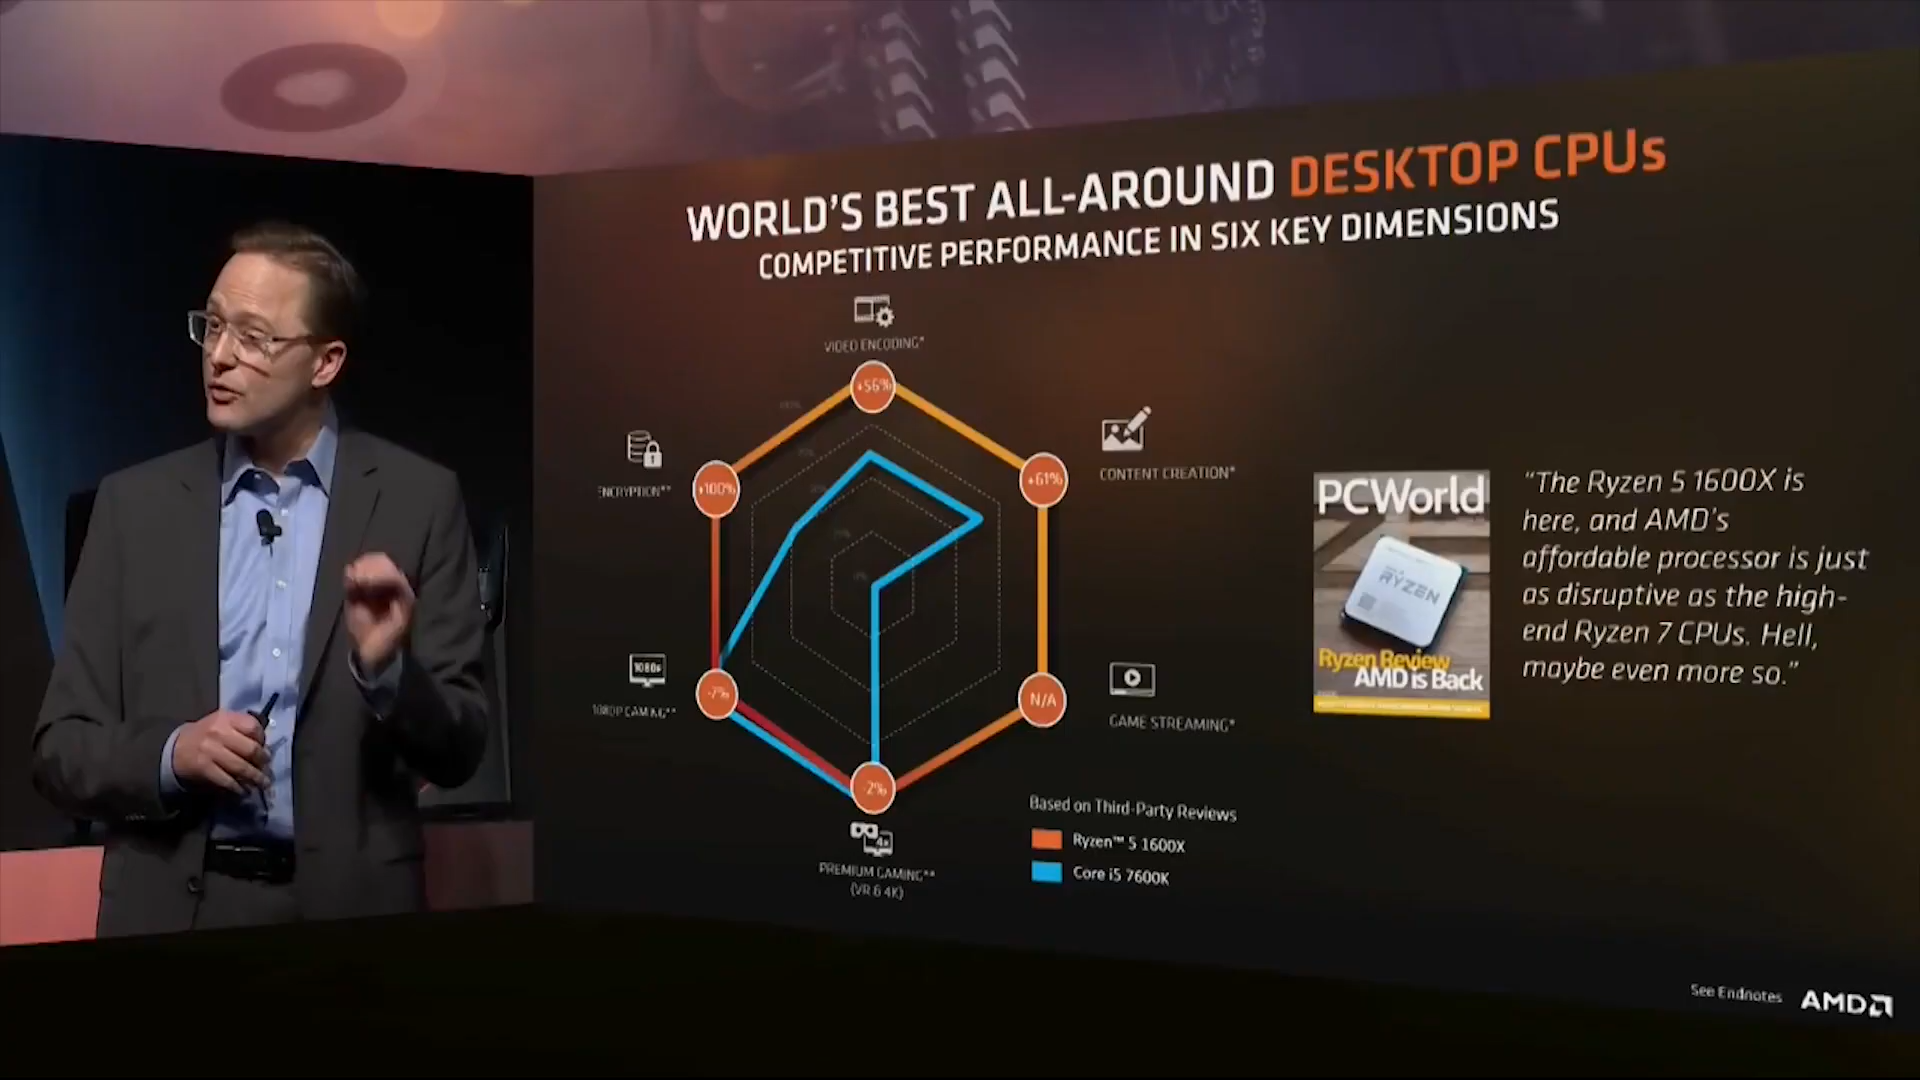 WORLD'S BEST ALL-AROUND DESKTOP CPUs
COMPETITIVE PERFORMANCE IN SIX KEY DIMENSIONS
VIDEO ENCODING*
+56%
CONTENT CREATION*
+61%
ENCRYPTION**
+100%
1080P
1080P GAMING**
-7%
N/A
GAME STREAMING*
-2%
PREMIUM GAMING**
(VR & 4K)
Based on Third-Party Reviews
Ryzen™ 5 1600X
Core i5 7600K
PCWorld
RYZEN
Ryzen Review
AMD is Back
“The Ryzen 5 1600X is
here, and AMD's
affordable processor is just
as disruptive as the high-
end Ryzen 7 CPUs. Hell,
maybe even more so.”
See Endnotes
AMD